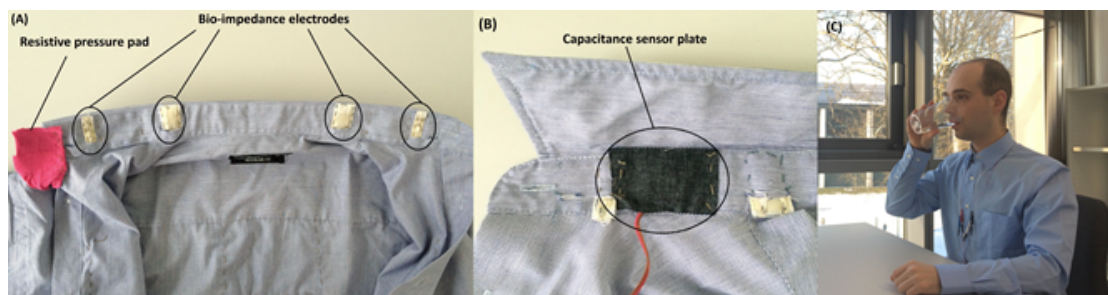 (A)
Bio-impedance electrodes
Resistive pressure pad
(B)
Capacitance sensor plate
(C)